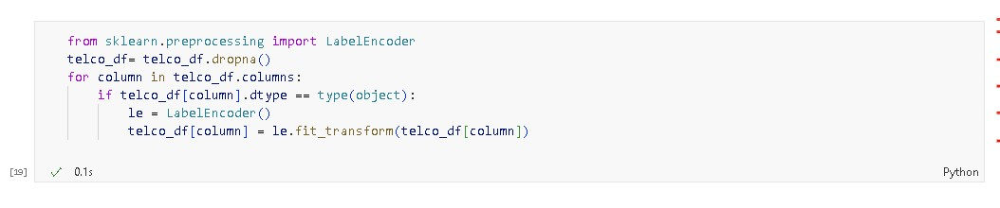 from sklearn.preprocessing import LabelEncoder
telco_df= telco_df.dropna()
for column in telco_df.columns:
    if telco_df[column].dtype == type(object):
        le = LabelEncoder()
        telco_df[column] = le.fit_transform(telco_df[column])
[19] ✓ 0.1s Python